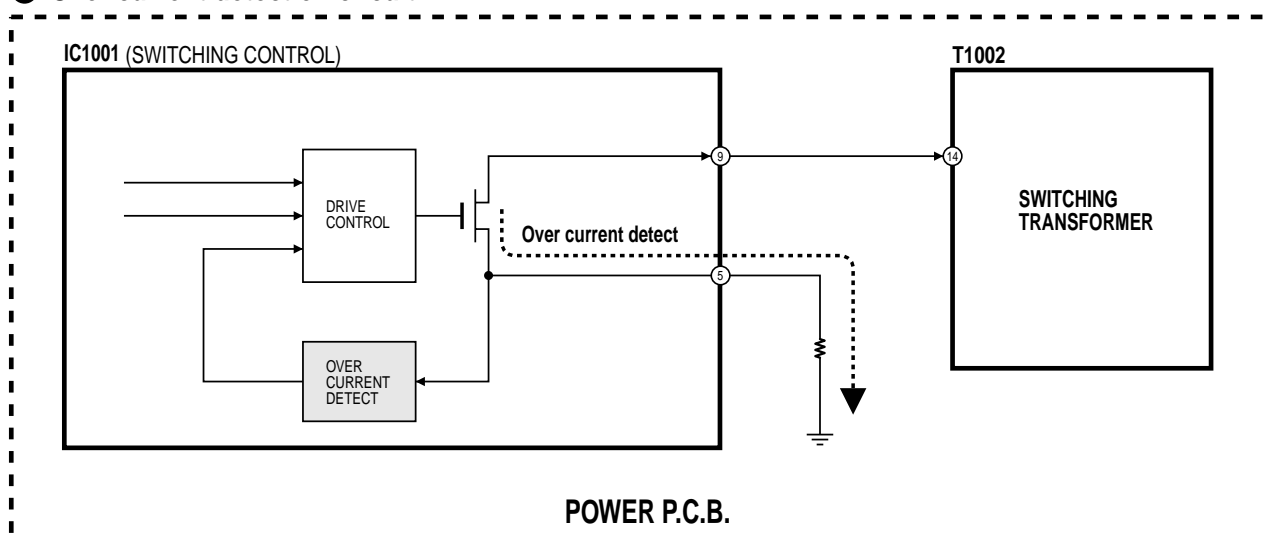 IC1001 (SWITCHING CONTROL)
T1002
9
14
DRIVE
CONTROL
SWITCHING
TRANSFORMER
Over current detect
5
OVER
CURRENT
DETECT
POWER P.C.B.